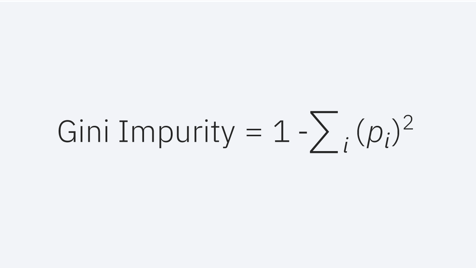 Gini Impurity = 1 -∑ᵢ (pᵢ)²